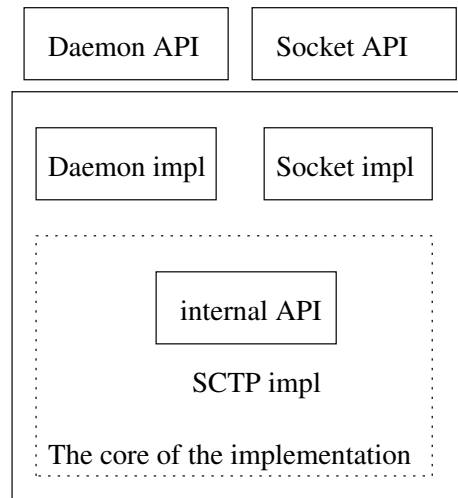 Daemon API
Socket API
Daemon impl
Socket impl
internal API
SCTP impl
The core of the implementation